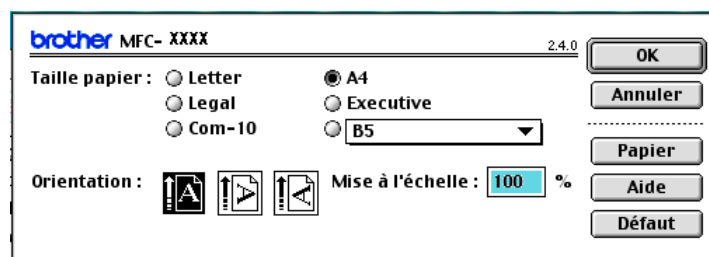 brother MFC- XXXX 2.4.0
OK
Taille papier : Letter A4
Annuler
Legal Executive
Com-10 B5
Papier
Orientation : A A A Mise à l'échelle : 100 %
Aide
Défaut